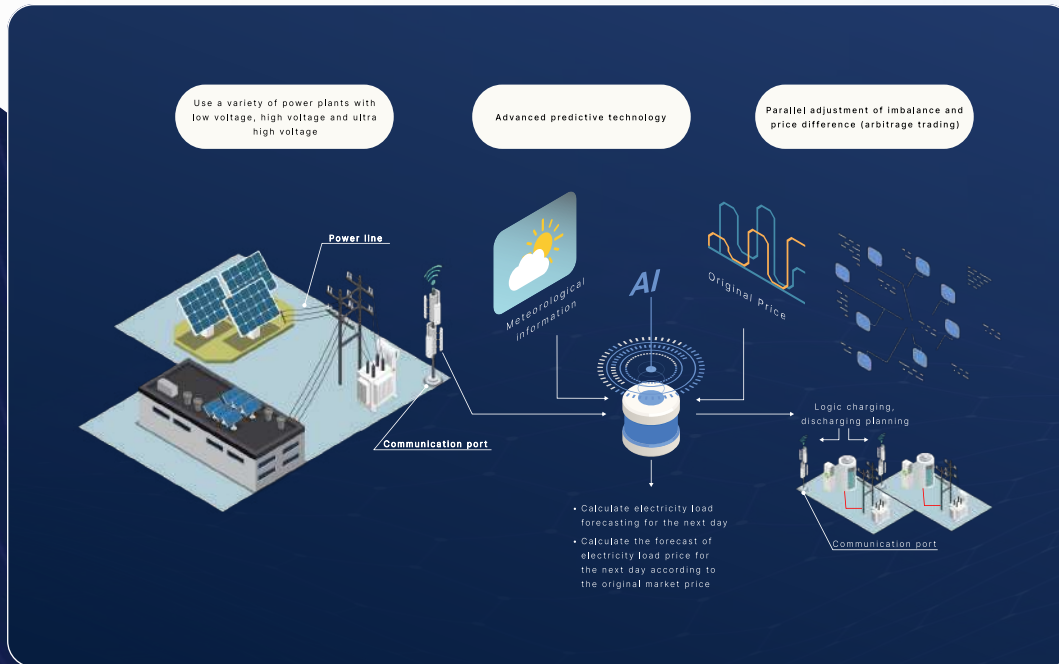 Use a variety of power plants with
low voltage, high voltage and ultra
high voltage
Advanced predictive technology
Parallel adjustment of imbalance and
price difference (arbitrage trading)
Power line
Meteorological
information
AI
Original Price
Communication port
Logic charging,
discharging planning
• Calculate electricity load
forecasting for the next day
• Calculate the forecast of
electricity load price for
the next day according to
the original market price
Communication port